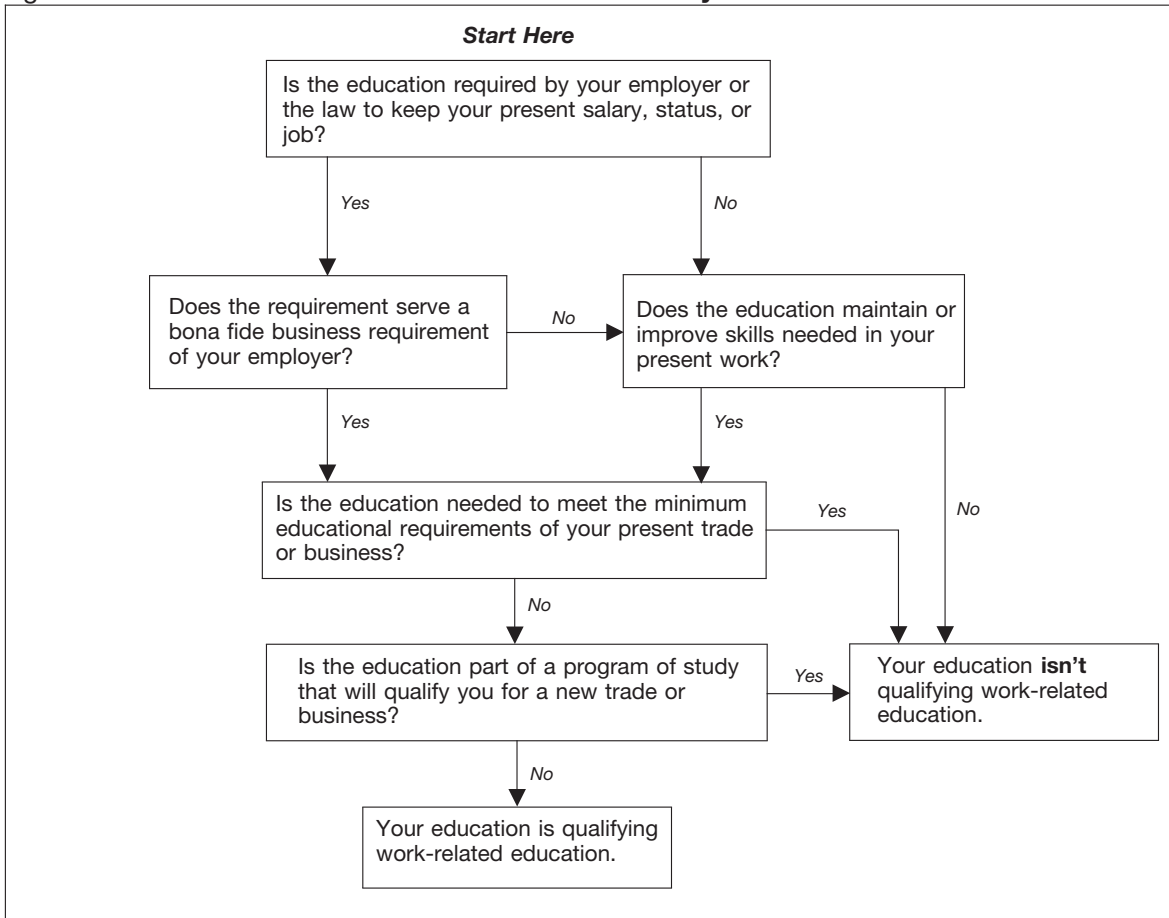 Start Here
Is the education required by your employer or
the law to keep your present salary, status, or
job?
Yes
No
Does the requirement serve a
bona fide business requirement
of your employer?
No
Does the education maintain or
improve skills needed in your
present work?
Yes
Yes
Is the education needed to meet the minimum
educational requirements of your present trade
or business?
Yes
No
No
Is the education part of a program of study
that will qualify you for a new trade or
business?
Yes
Your education isn't
qualifying work-related
education.
No
Your education is qualifying
work-related education.